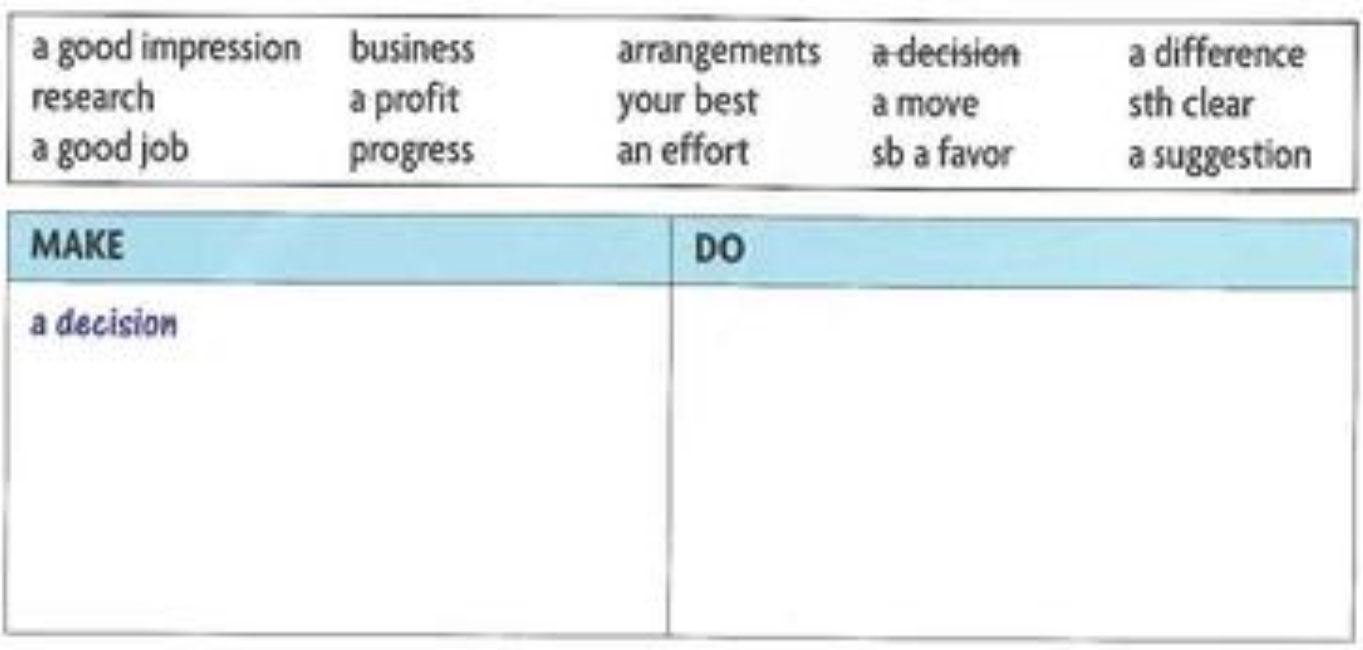 a good impression business arrangements a decision a difference
research a profit your best a move sth clear
a good job progress an effort sb a favor a suggestion
MAKE DO
a decision